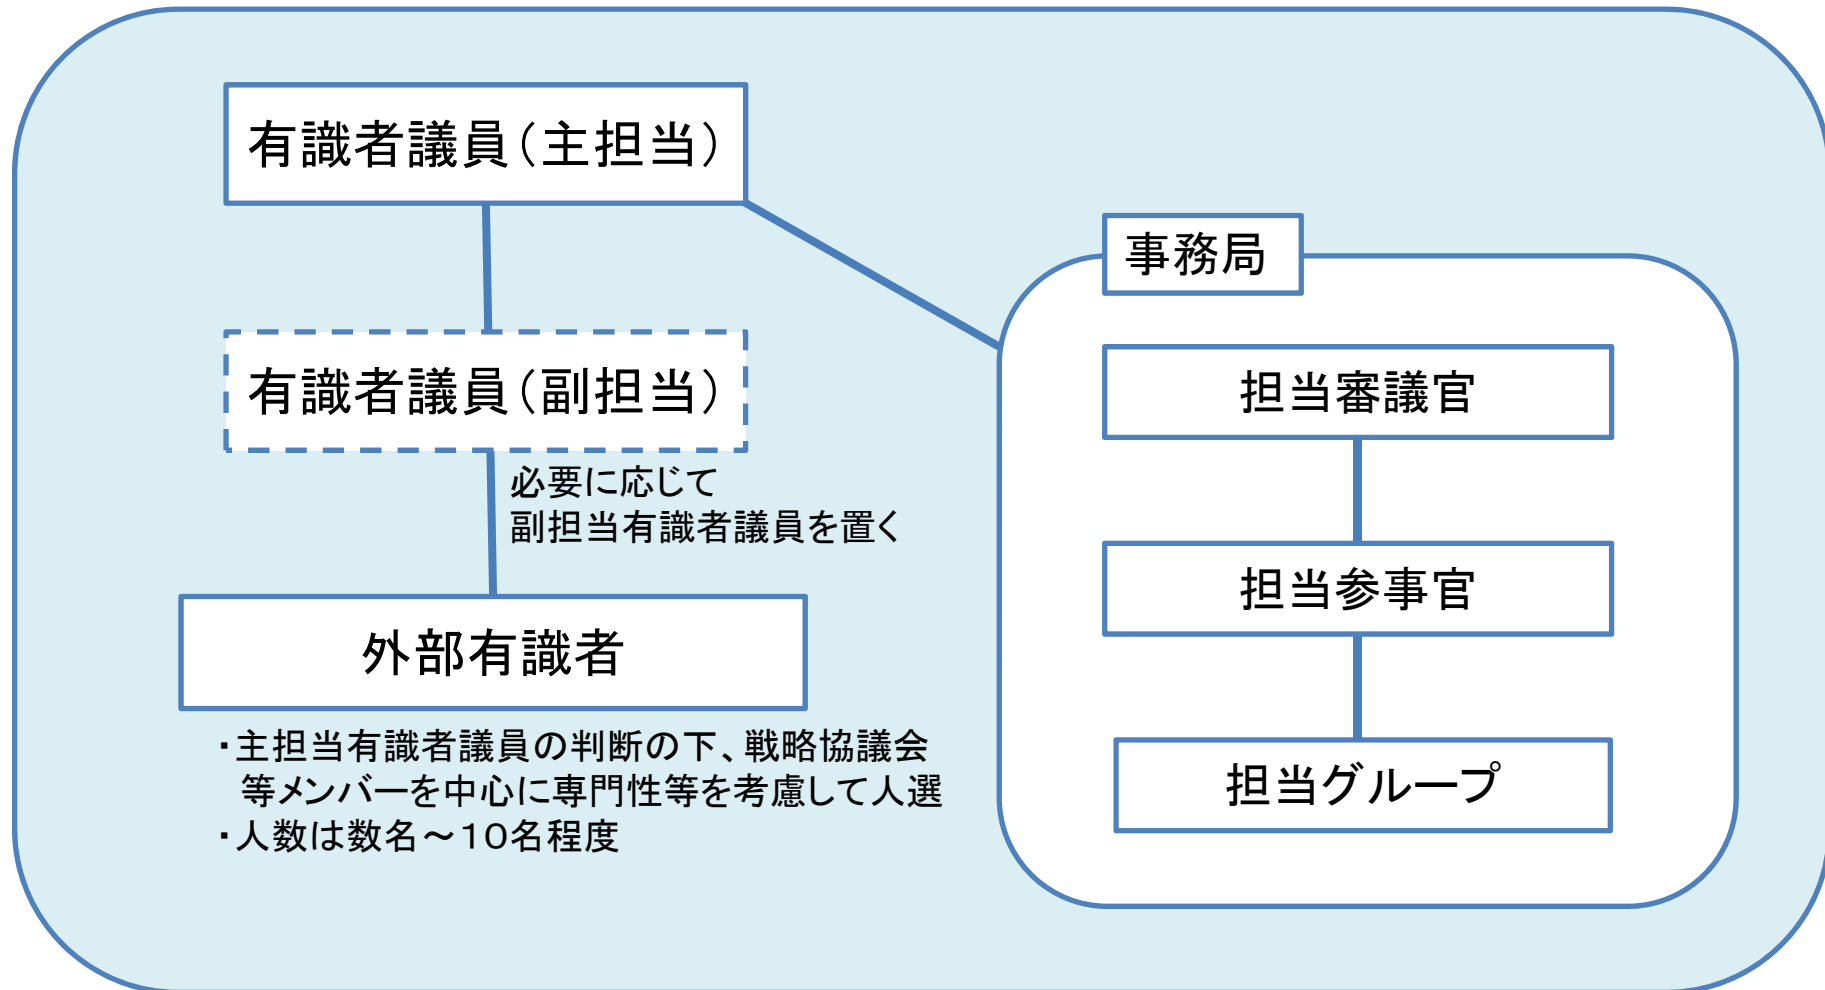 有識者議員（主担当）
有識者議員（副担当）
必要に応じて
副担当有識者議員を置く
外部有識者
・主担当有識者議員の判断の下、戦略協議会
等メンバーを中心に専門性等を考慮して人選
・人数は数名～１０名程度
事務局
担当審議官
担当参事官
担当グループ